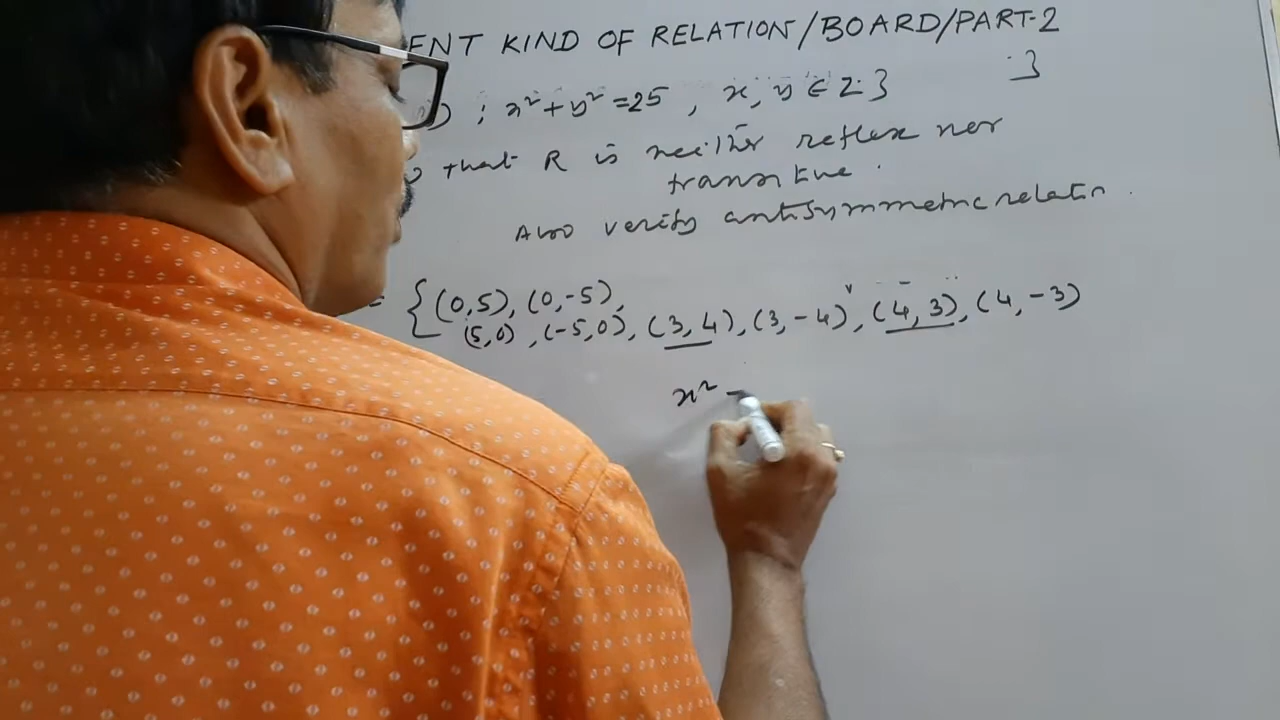 ENT KIND OF RELATION/BOARD/PART-2
) ; x² + y² = 25 , x, y ∈ Z }
that R is neither reflex nor
transitive .
Also verify antisymmetric relatn .
= { (0,5), (0,-5),
(5,0), (-5,0), (3,4), (3,-4), (4,3), (4,-3)
x²